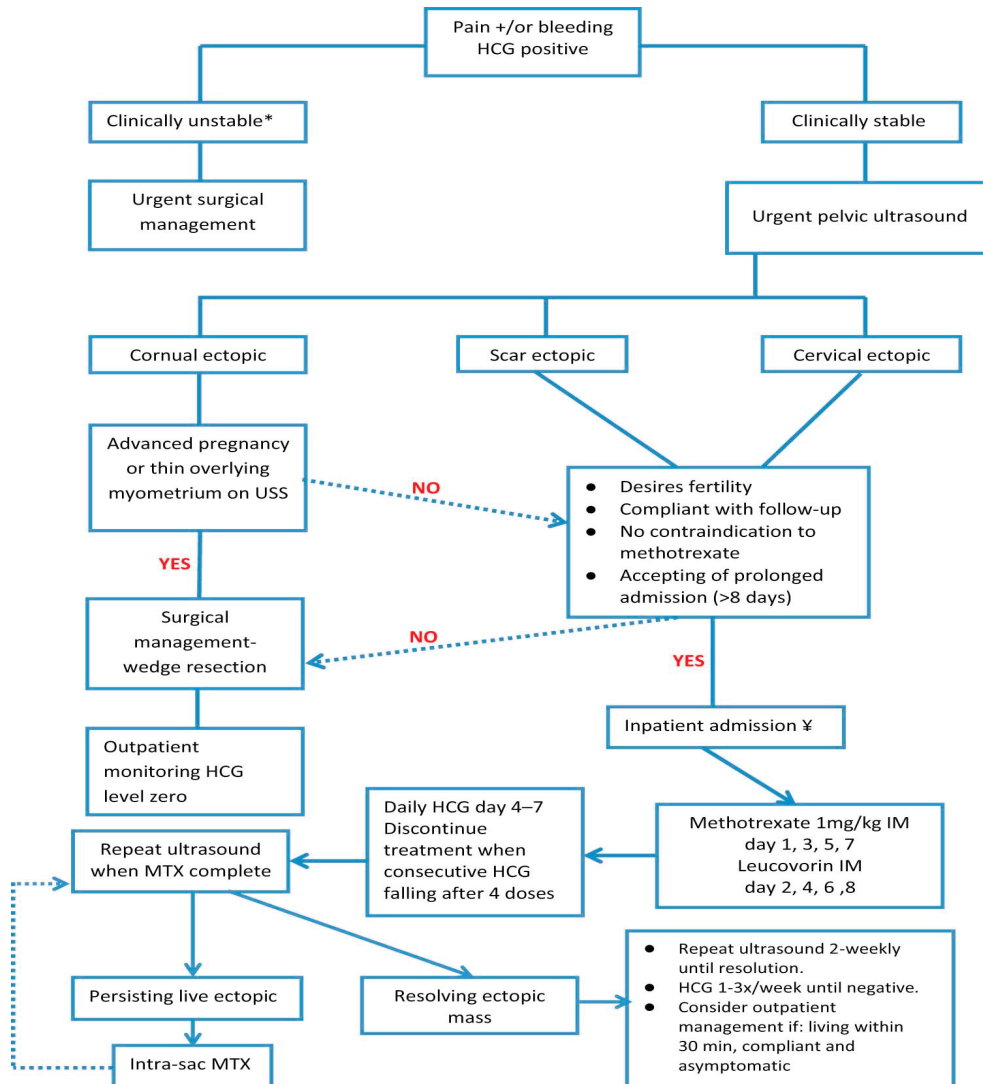 Pain +/or bleeding
HCG positive
Clinically unstable*
Clinically stable
Urgent surgical
management
Urgent pelvic ultrasound
Cornual ectopic
Scar ectopic
Cervical ectopic
Advanced pregnancy
or thin overlying
myometrium on USS
NO
● Desires fertility
● Compliant with follow-up
● No contraindication to
methotrexate
● Accepting of prolonged
admission (>8 days)
YES
Surgical
management-
wedge resection
NO
YES
Inpatient admission ¥
Outpatient
monitoring HCG
level zero
Methotrexate 1mg/kg IM
day 1, 3, 5, 7
Leucovorin IM
day 2, 4, 6 ,8
Daily HCG day 4–7
Discontinue
treatment when
consecutive HCG
falling after 4 doses
Repeat ultrasound
when MTX complete
Persisting live ectopic
Resolving ectopic
mass
● Repeat ultrasound 2-weekly
until resolution.
● HCG 1-3x/week until negative.
● Consider outpatient
management if: living within
30 min, compliant and
asymptomatic
Intra-sac MTX